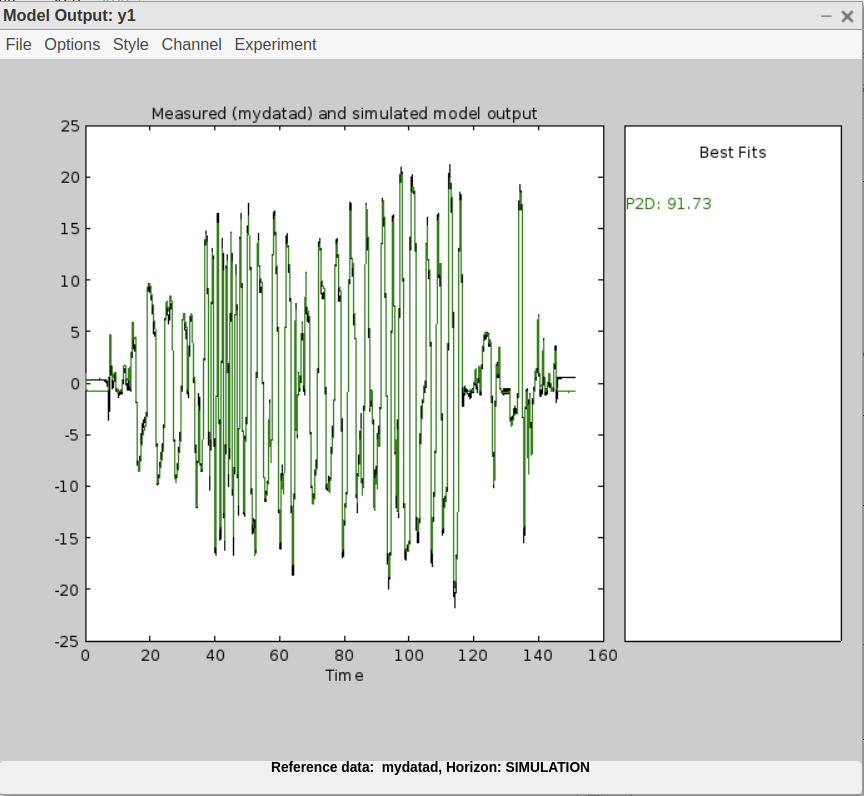 Model Output: y1
File Options Style Channel Experiment
Measured (mydatad) and simulated model output
25
20
15
10
5
0
-5
-10
-15
-20
-25
0 20 40 60 80 100 120 140 160
Time
Best Fits
P2D: 91.73
Reference data: mydatad, Horizon: SIMULATION